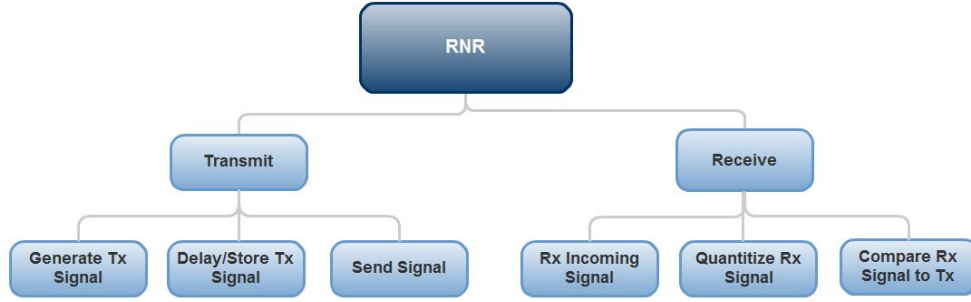 RNR
Transmit
Receive
Generate Tx
Signal
Delay/Store Tx
Signal
Send Signal
Rx Incoming
Signal
Quantitize Rx
Signal
Compare Rx
Signal to Tx